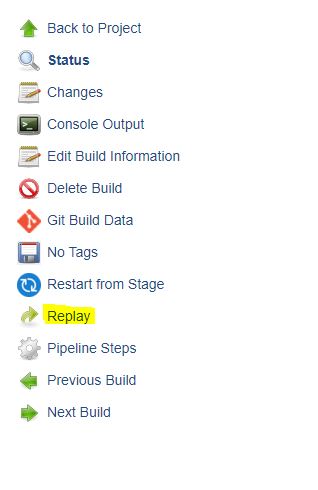 Back to Project
Status
Changes
Console Output
Edit Build Information
Delete Build
Git Build Data
No Tags
Restart from Stage
Replay
Pipeline Steps
Previous Build
Next Build